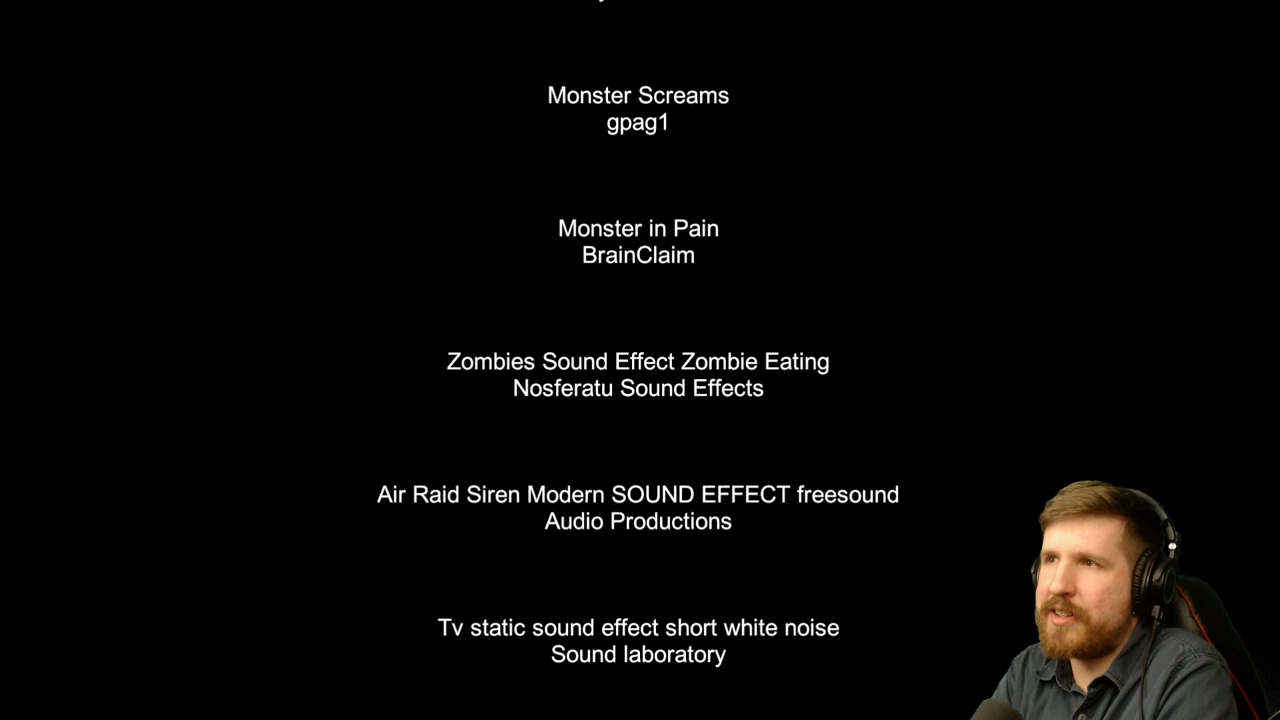 Monster Screams
gpag1
Monster in Pain
BrainClaim
Zombies Sound Effect Zombie Eating
Nosferatu Sound Effects
Air Raid Siren Modern SOUND EFFECT freesound
Audio Productions
Tv static sound effect short white noise
Sound laboratory